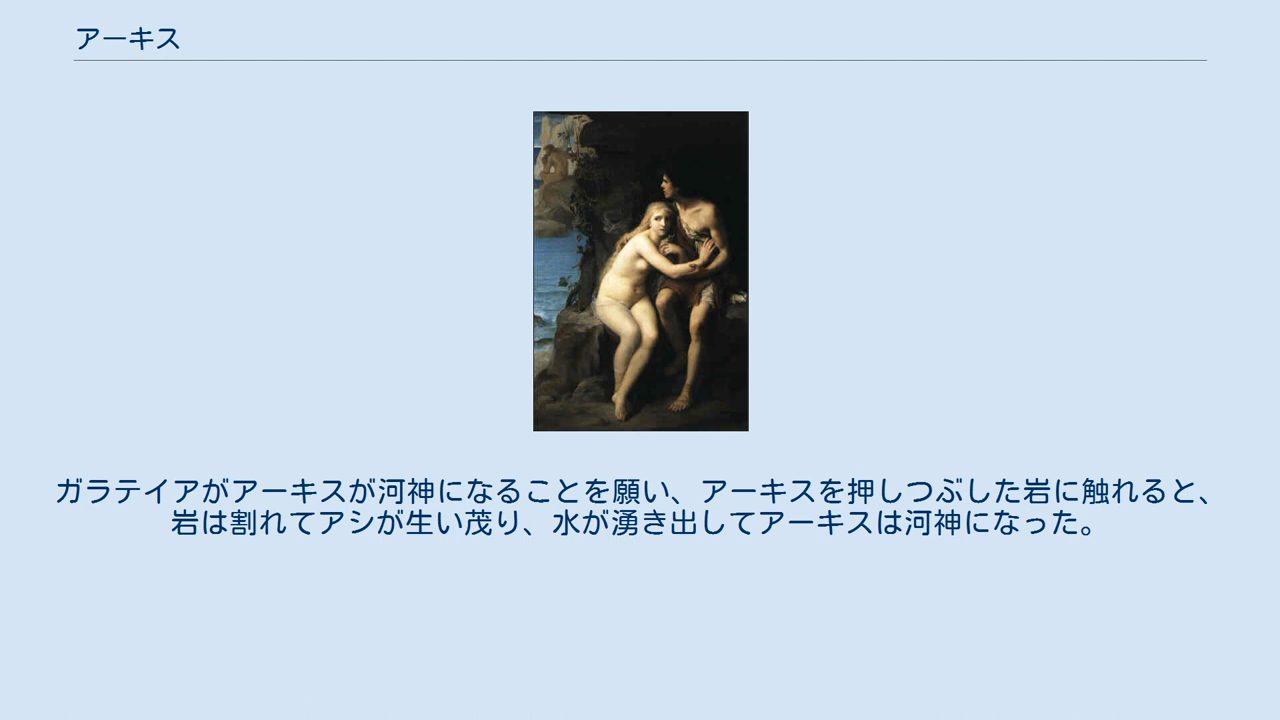 アーキス
ガラテイアがアーキスが河神になることを願い、アーキスを押しつぶした岩に触れると、
岩は割れてアシが生い茂り、水が湧き出してアーキスは河神になった。